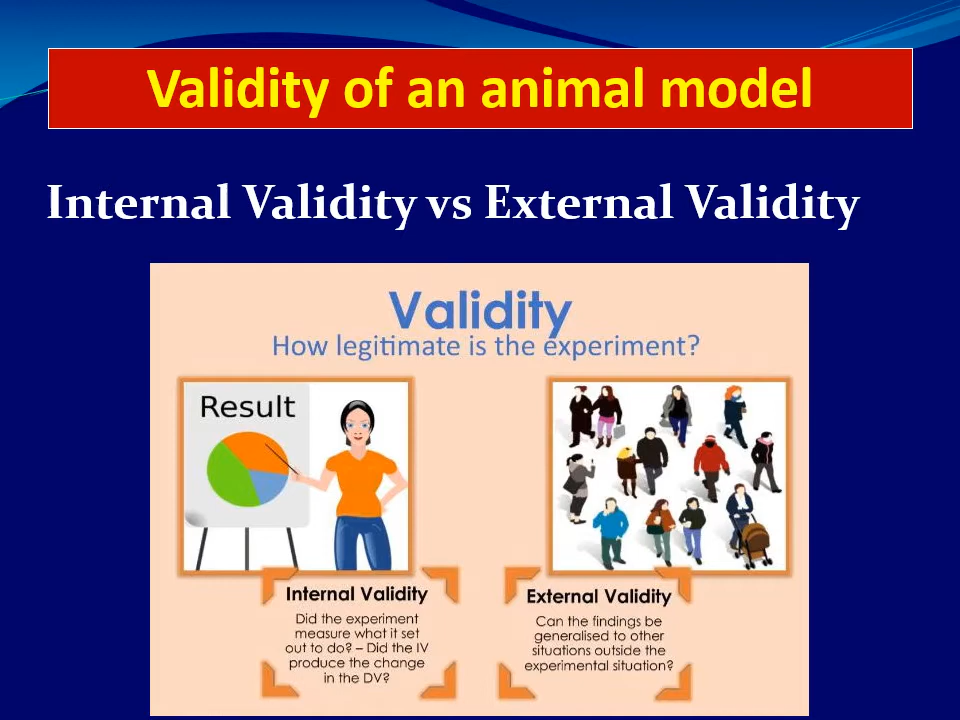 Validity of an animal model
Internal Validity vs External Validity
Validity
How legitimate is the experiment?
Result
Internal Validity
Did the experiment
measure what it set
out to do? – Did the IV
produce the change
in the DV?
External Validity
Can the findings be
generalised to other
situations outside the
experimental situation?